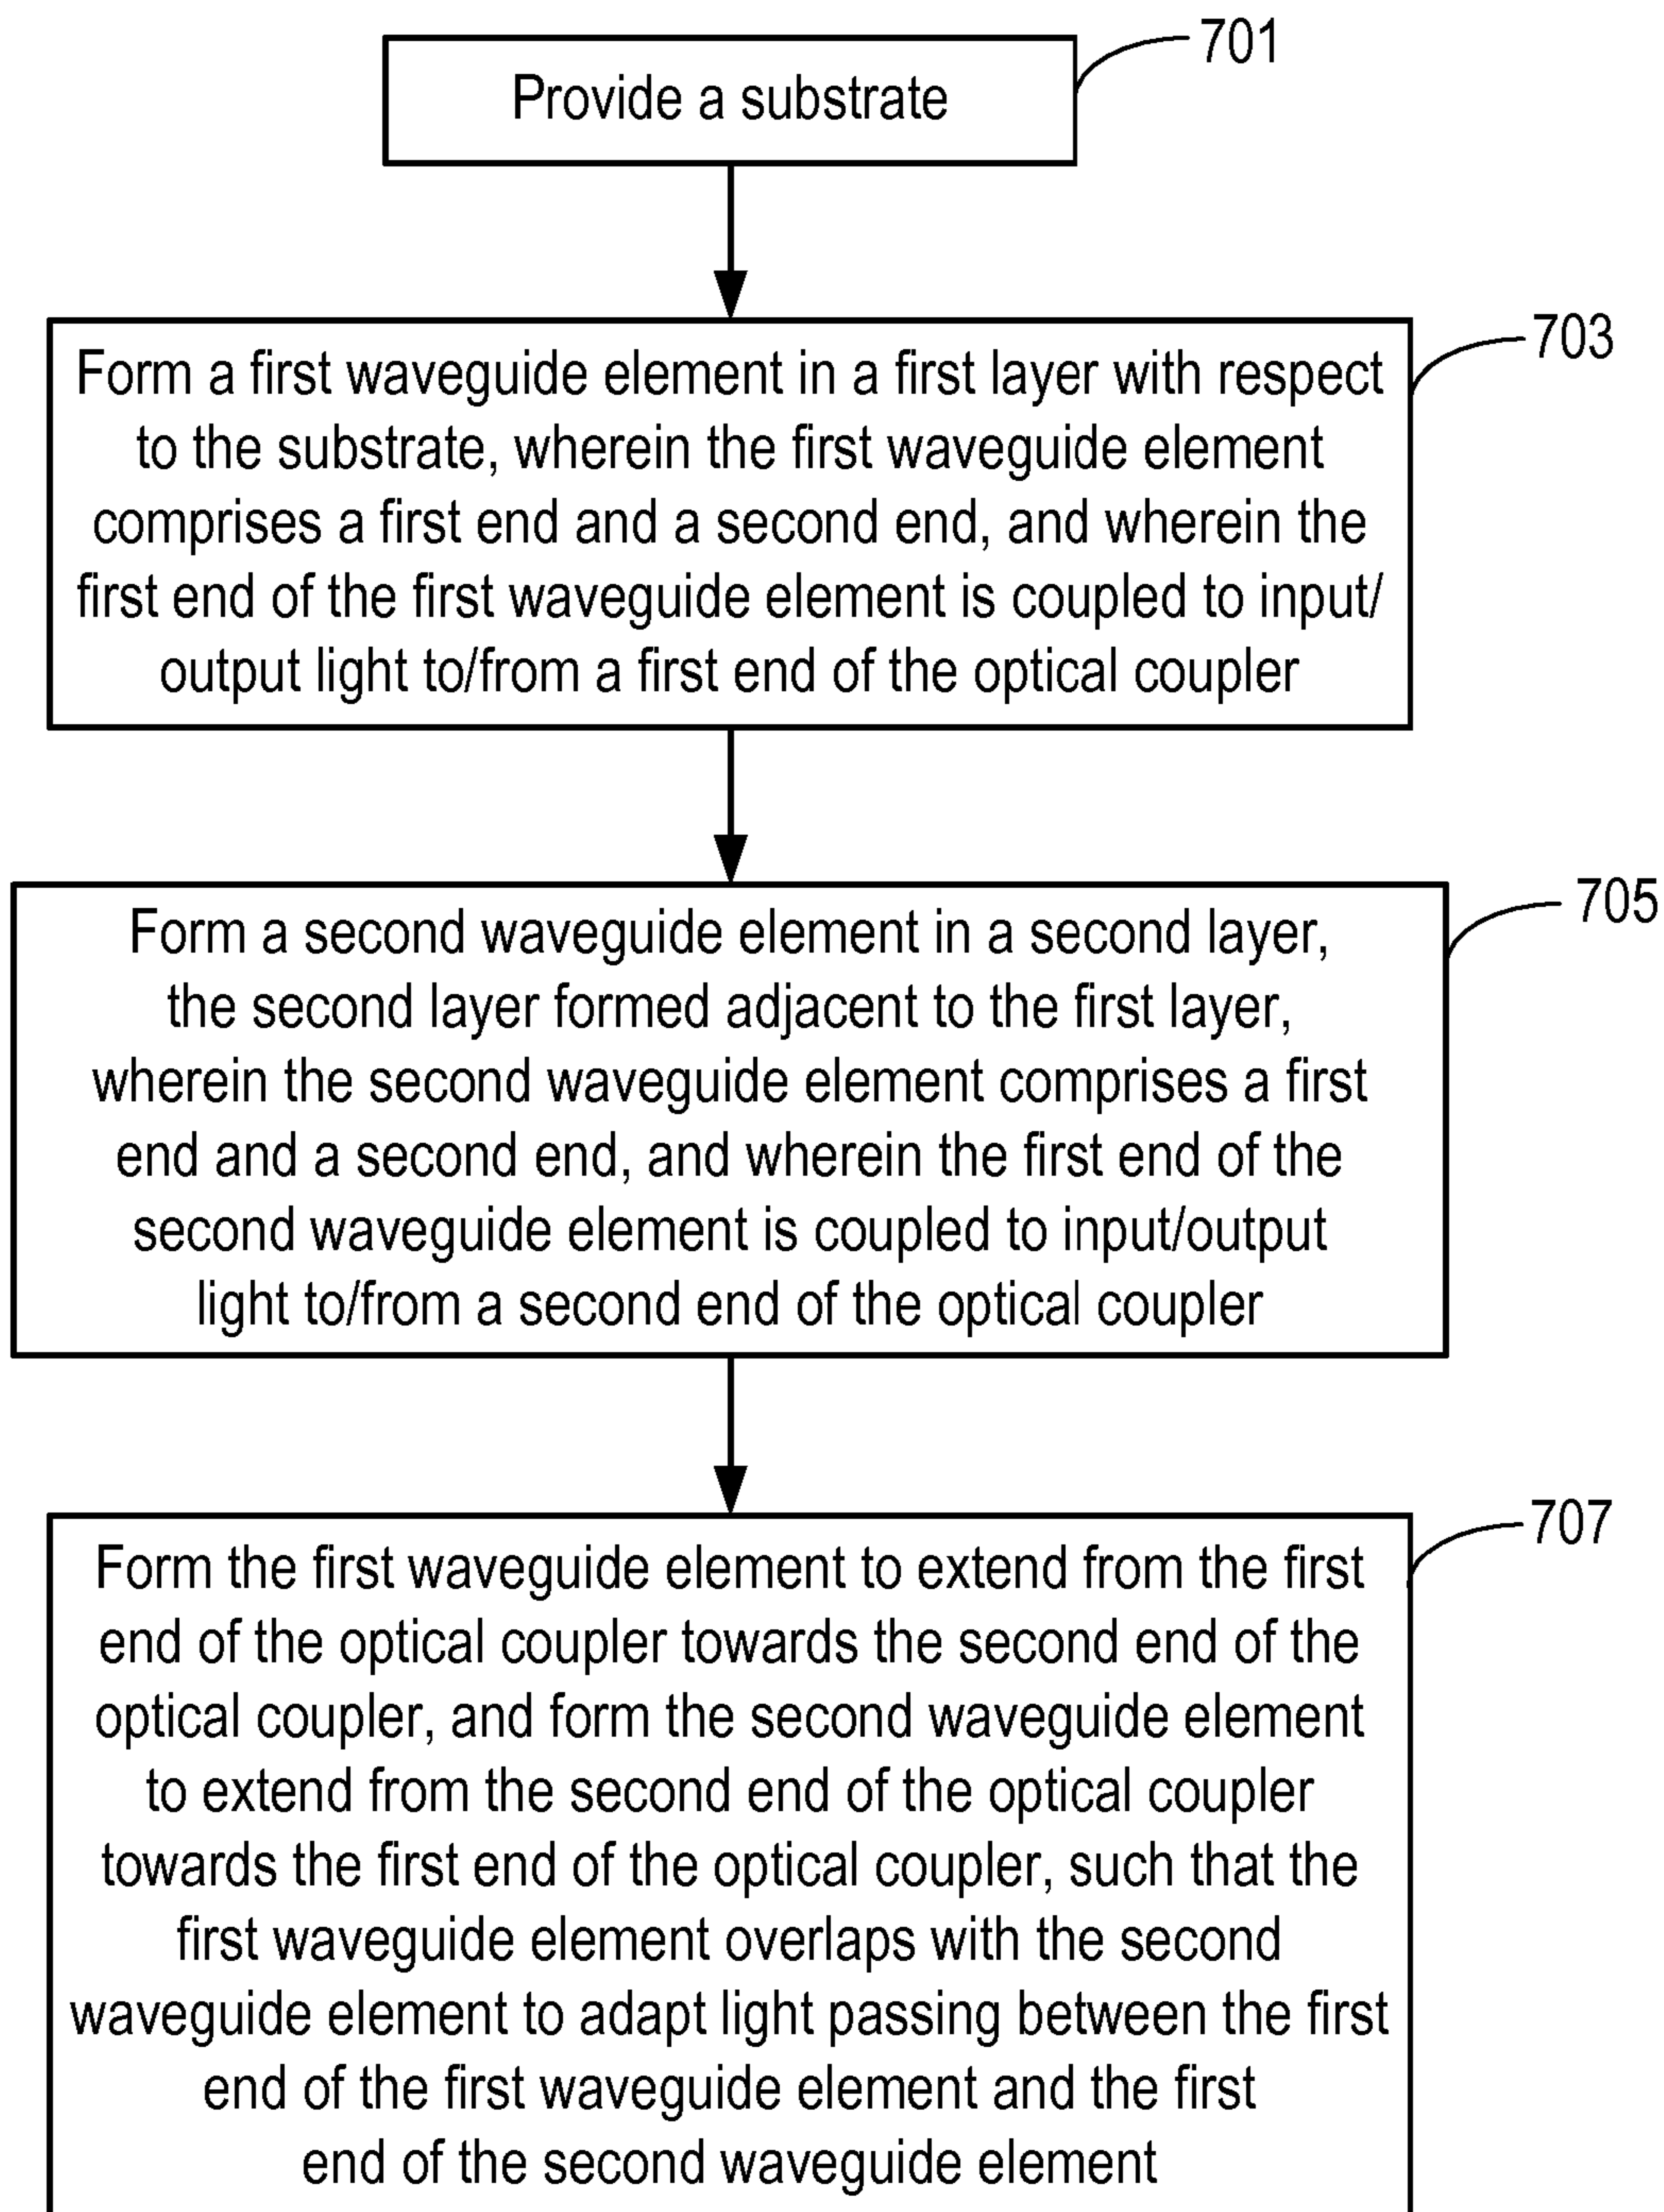 701
Provide a substrate
703
Form a first waveguide element in a first layer with respect
to the substrate, wherein the first waveguide element
comprises a first end and a second end, and wherein the
first end of the first waveguide element is coupled to input/
output light to/from a first end of the optical coupler
705
Form a second waveguide element in a second layer,
the second layer formed adjacent to the first layer,
wherein the second waveguide element comprises a first
end and a second end, and wherein the first end of the
second waveguide element is coupled to input/output
light to/from a second end of the optical coupler
707
Form the first waveguide element to extend from the first
end of the optical coupler towards the second end of the
optical coupler, and form the second waveguide element
to extend from the second end of the optical coupler
towards the first end of the optical coupler, such that the
first waveguide element overlaps with the second
waveguide element to adapt light passing between the first
end of the first waveguide element and the first
end of the second waveguide element